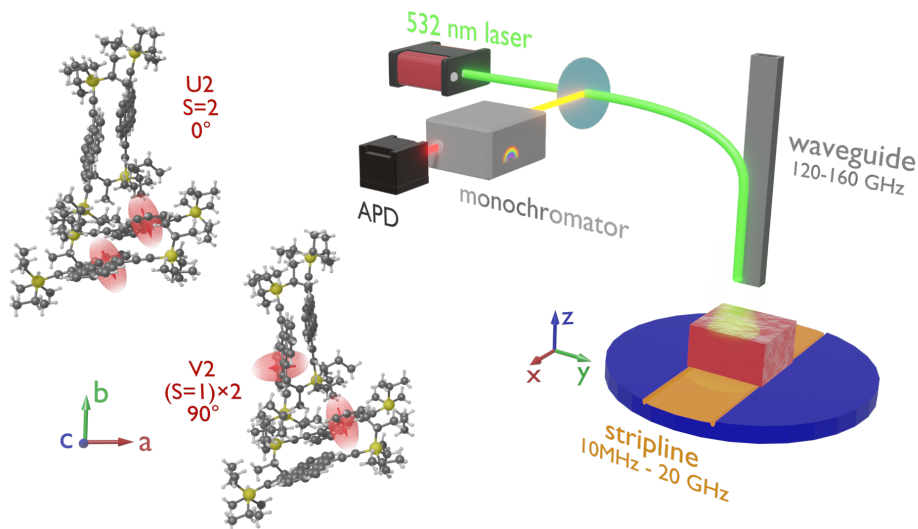 532 nm laser
U2
S=2
0°
waveguide
120-160 GHz
monochromator
APD
V2
(S=1)×2
90°
z
x
y
b
c
a
stripline
10MHz - 20 GHz